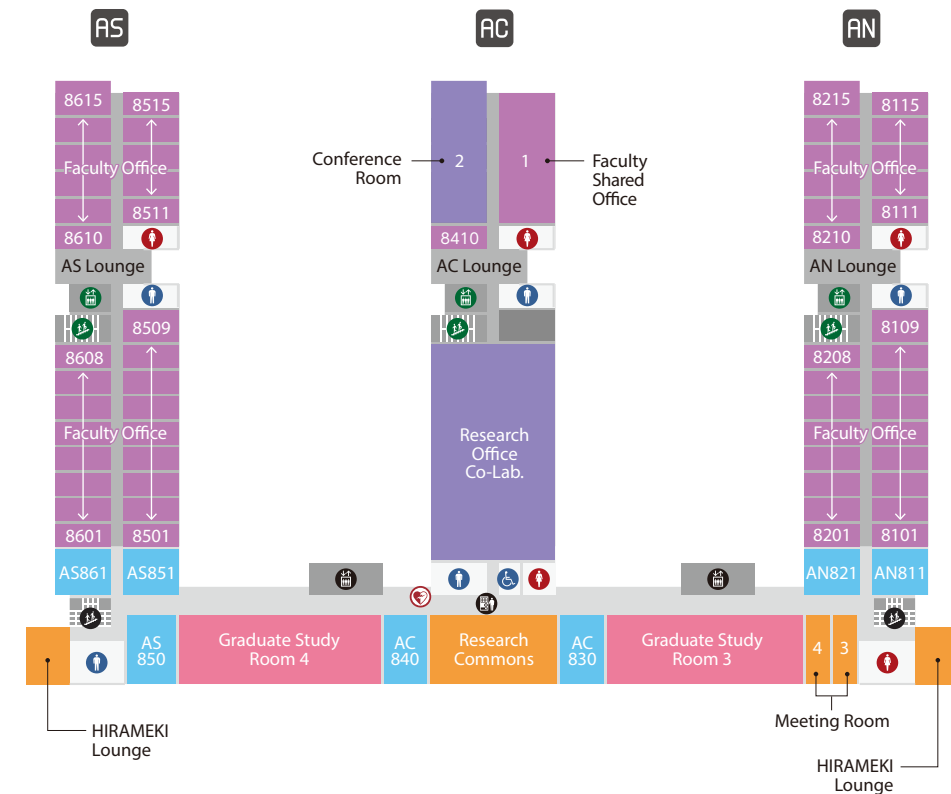 AS
AC
AN
8615
8515
8215
8115
Conference
Room
2
1
Faculty
Shared
Office
Faculty Office
Faculty Office
8511
8111
8610
8410
8210
AS Lounge
AC Lounge
AN Lounge
8509
8109
8608
8208
Faculty Office
Research
Office
Co-Lab.
Faculty Office
8601
8501
8201
8101
AS861
AS851
AN821
AN811
AS
850
Graduate Study
Room 4
AC
840
Research
Commons
AC
830
Graduate Study
Room 3
4
3
Meeting Room
HIRAMEKI
Lounge
HIRAMEKI
Lounge